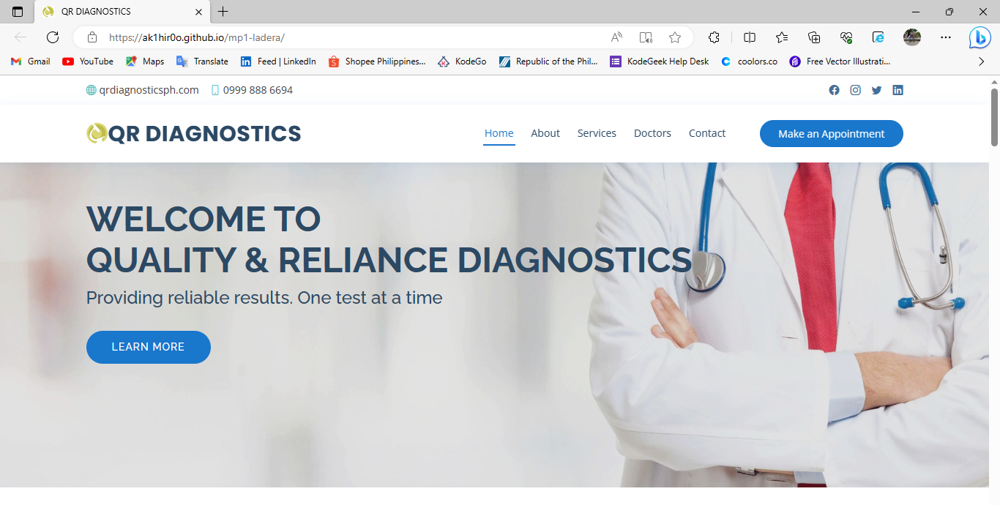 QR DIAGNOSTICS
https://ak1hir0o.github.io/mp1-ladera/
Gmail YouTube Maps Translate Feed | LinkedIn Shopee Philippines... KodeGo Republic of the Phil... KodeGeek Help Desk coolors.co Free Vector Illustrati...
qrdiagnosticsph.com 0999 888 6694
QR DIAGNOSTICS Home About Services Doctors Contact Make an Appointment
WELCOME TO
QUALITY & RELIANCE DIAGNOSTICS
Providing reliable results. One test at a time
LEARN MORE